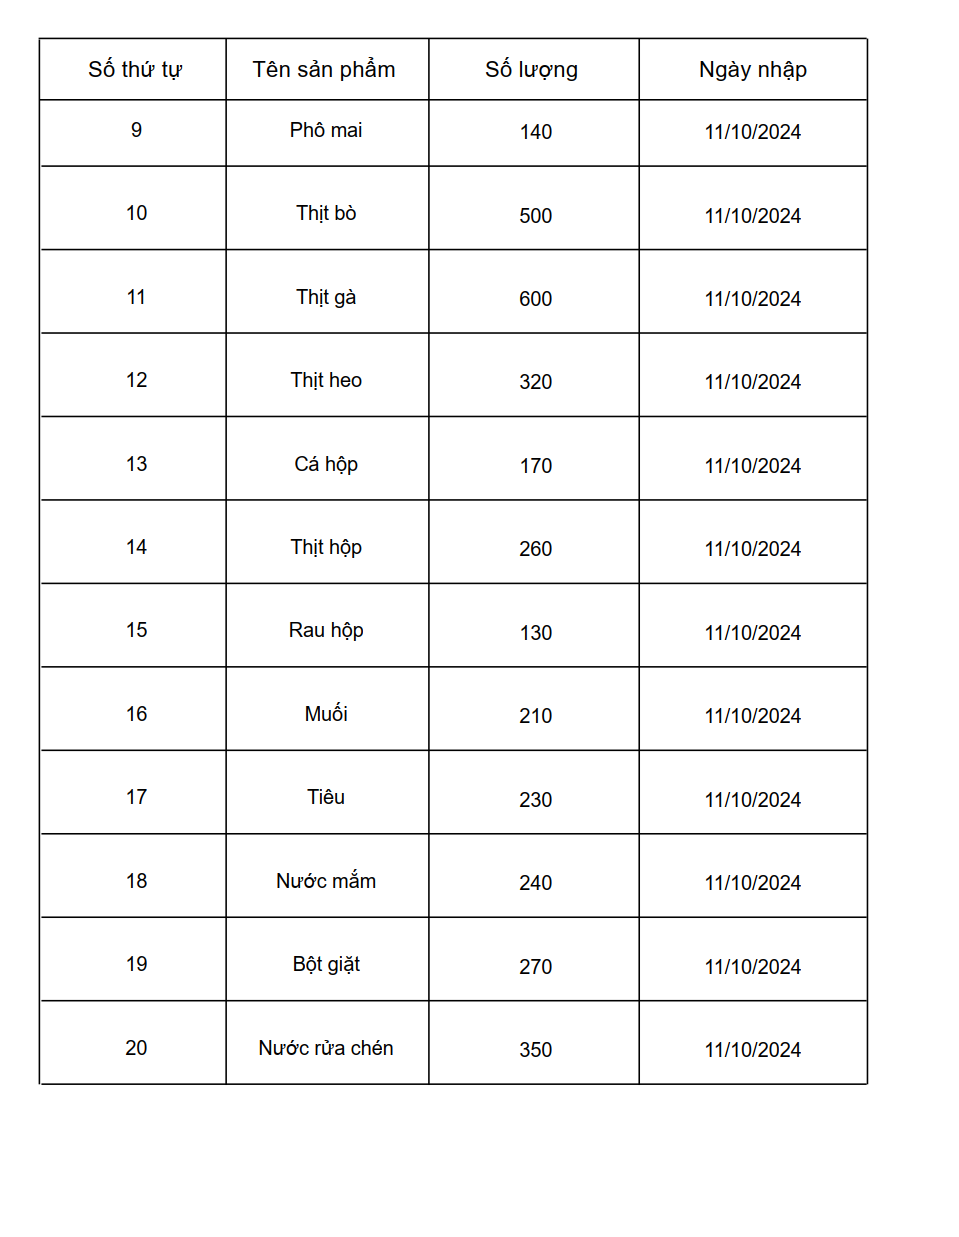 Số thứ tự Tên sản phẩm Số lượng Ngày nhập
9 Phô mai 140 11/10/2024
10 Thịt bò 500 11/10/2024
11 Thịt gà 600 11/10/2024
12 Thịt heo 320 11/10/2024
13 Cá hộp 170 11/10/2024
14 Thịt hộp 260 11/10/2024
15 Rau hộp 130 11/10/2024
16 Muối 210 11/10/2024
17 Tiêu 230 11/10/2024
18 Nước mắm 240 11/10/2024
19 Bột giặt 270 11/10/2024
20 Nước rửa chén 350 11/10/2024